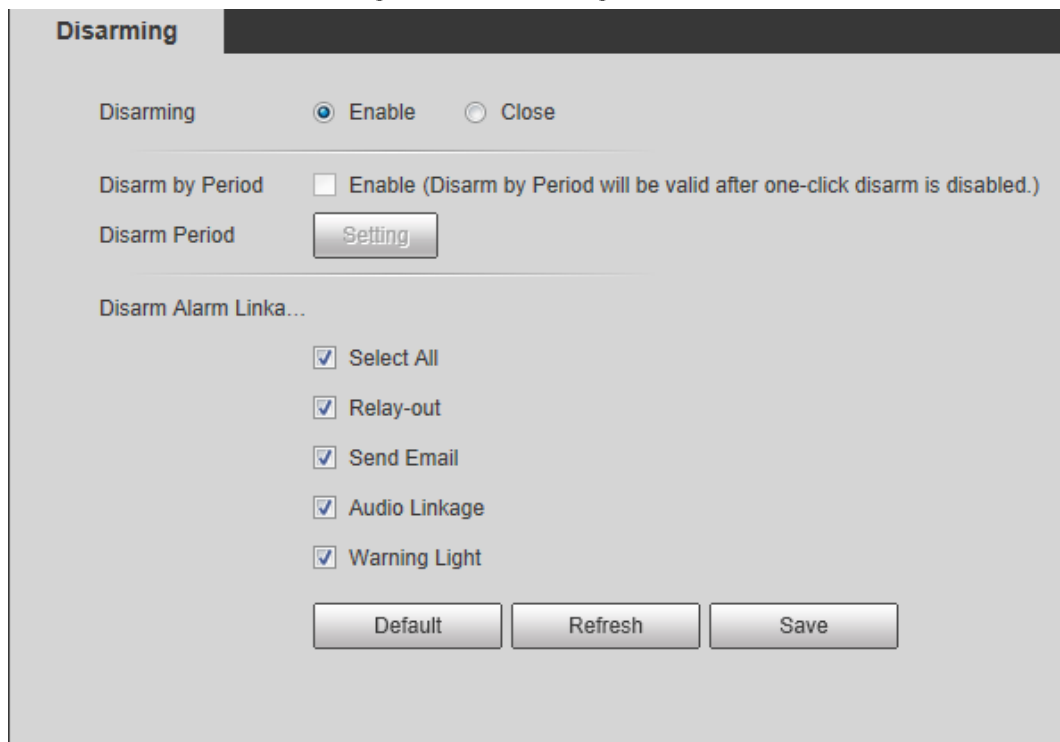 Disarming
Disarming Enable Close
Disarm by Period Enable (Disarm by Period will be valid after one-click disarm is disabled.)
Disarm Period Setting
Disarm Alarm Linka...
Select All
Relay-out
Send Email
Audio Linkage
Warning Light
Default Refresh Save